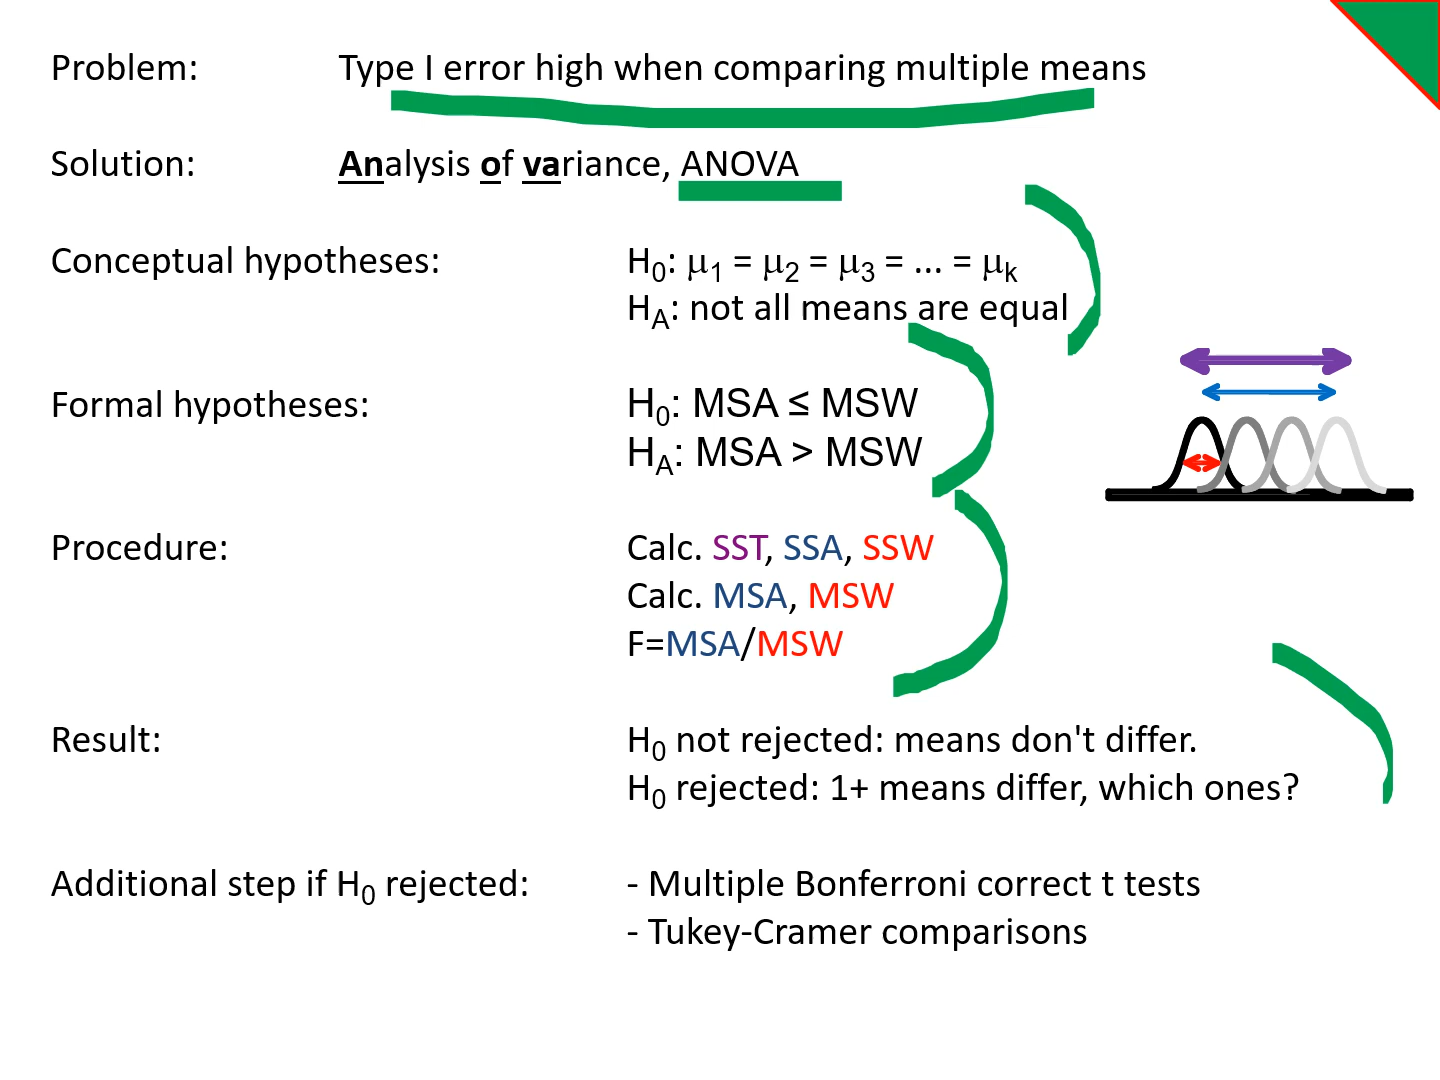 Problem: Type I error high when comparing multiple means
Solution: Analysis of variance, ANOVA
Conceptual hypotheses: H0: μ1 = μ2 = μ3 = ... = μk
HA: not all means are equal
Formal hypotheses: H0: MSA ≤ MSW
HA: MSA > MSW
Procedure: Calc. SST, SSA, SSW
Calc. MSA, MSW
F=MSA/MSW
Result: H0 not rejected: means don't differ.
H0 rejected: 1+ means differ, which ones?
Additional step if H0 rejected: - Multiple Bonferroni correct t tests
- Tukey-Cramer comparisons